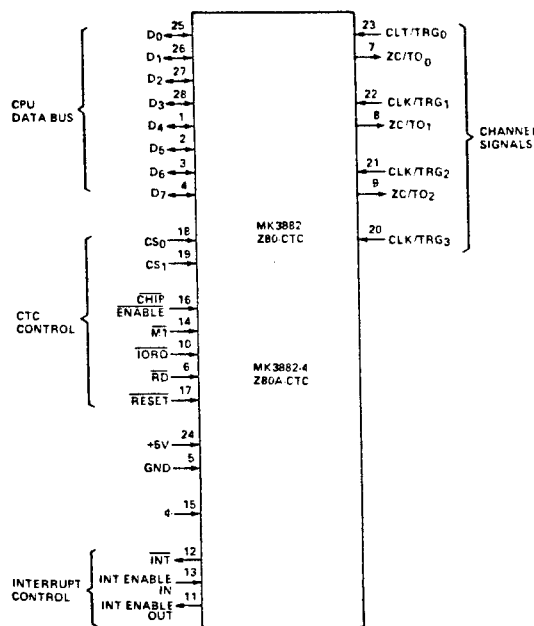 25
D0
26
D1
27
D2
28
D3
1
D4
2
D5
3
D6
4
D7
CPU
DATA BUS
18
CS0
19
CS1
CHIP
ENABLE
16
14
M1
10
IORQ
6
RD
17
RESET
CTC
CONTROL
24
+5V
5
GND
15
Φ
12
INT
13
INT ENABLE
IN
11
INT ENABLE
OUT
INTERRUPT
CONTROL
MK3882
Z80-CTC
MK3882-4
Z80A-CTC
23
CLT/TRG0
7
ZC/TO0
22
CLK/TRG1
8
ZC/TO1
21
CLK/TRG2
9
ZC/TO2
20
CLK/TRG3
CHANNEL
SIGNALS